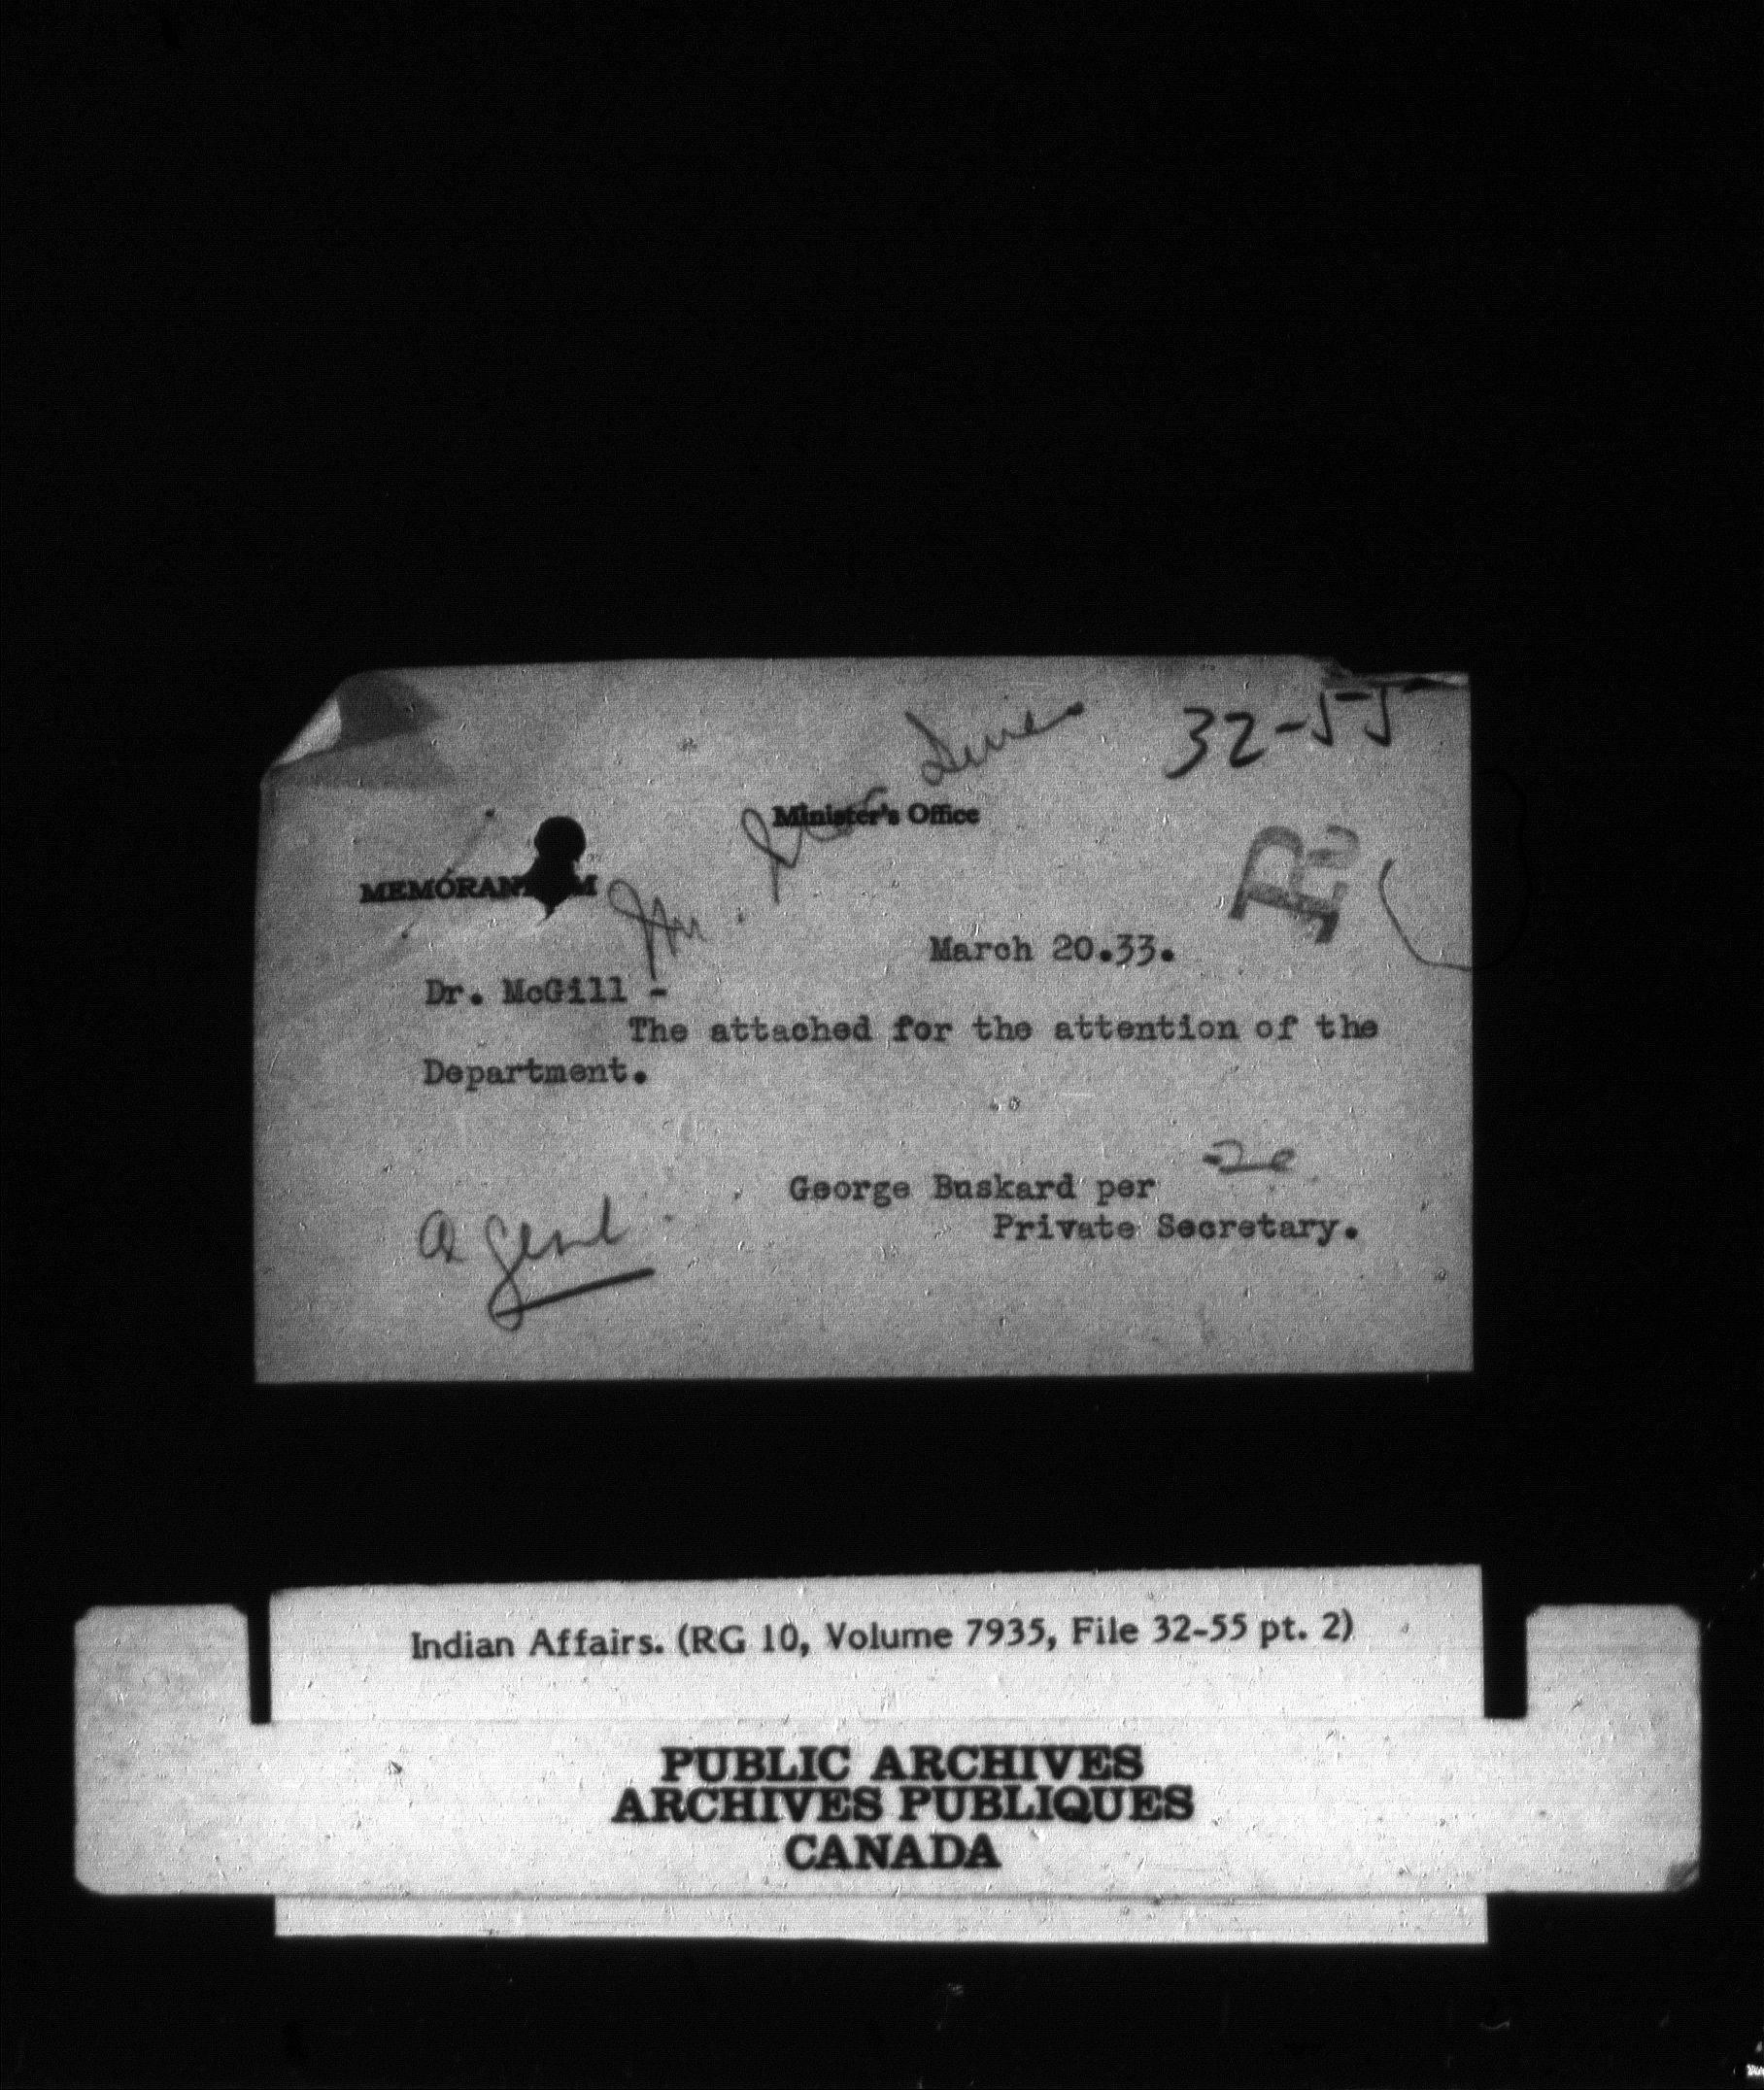 32-55
Minister's Office
MEMORANDUM
Mr.
March 20.33.
Dr. McGill -
The attached for the attention of the
Department.
George Buskard per
Private Secretary.
Indian Affairs. (RG 10, Volume 7935, File 32-55 pt. 2)
PUBLIC ARCHIVES
ARCHIVES PUBLIQUES
CANADA